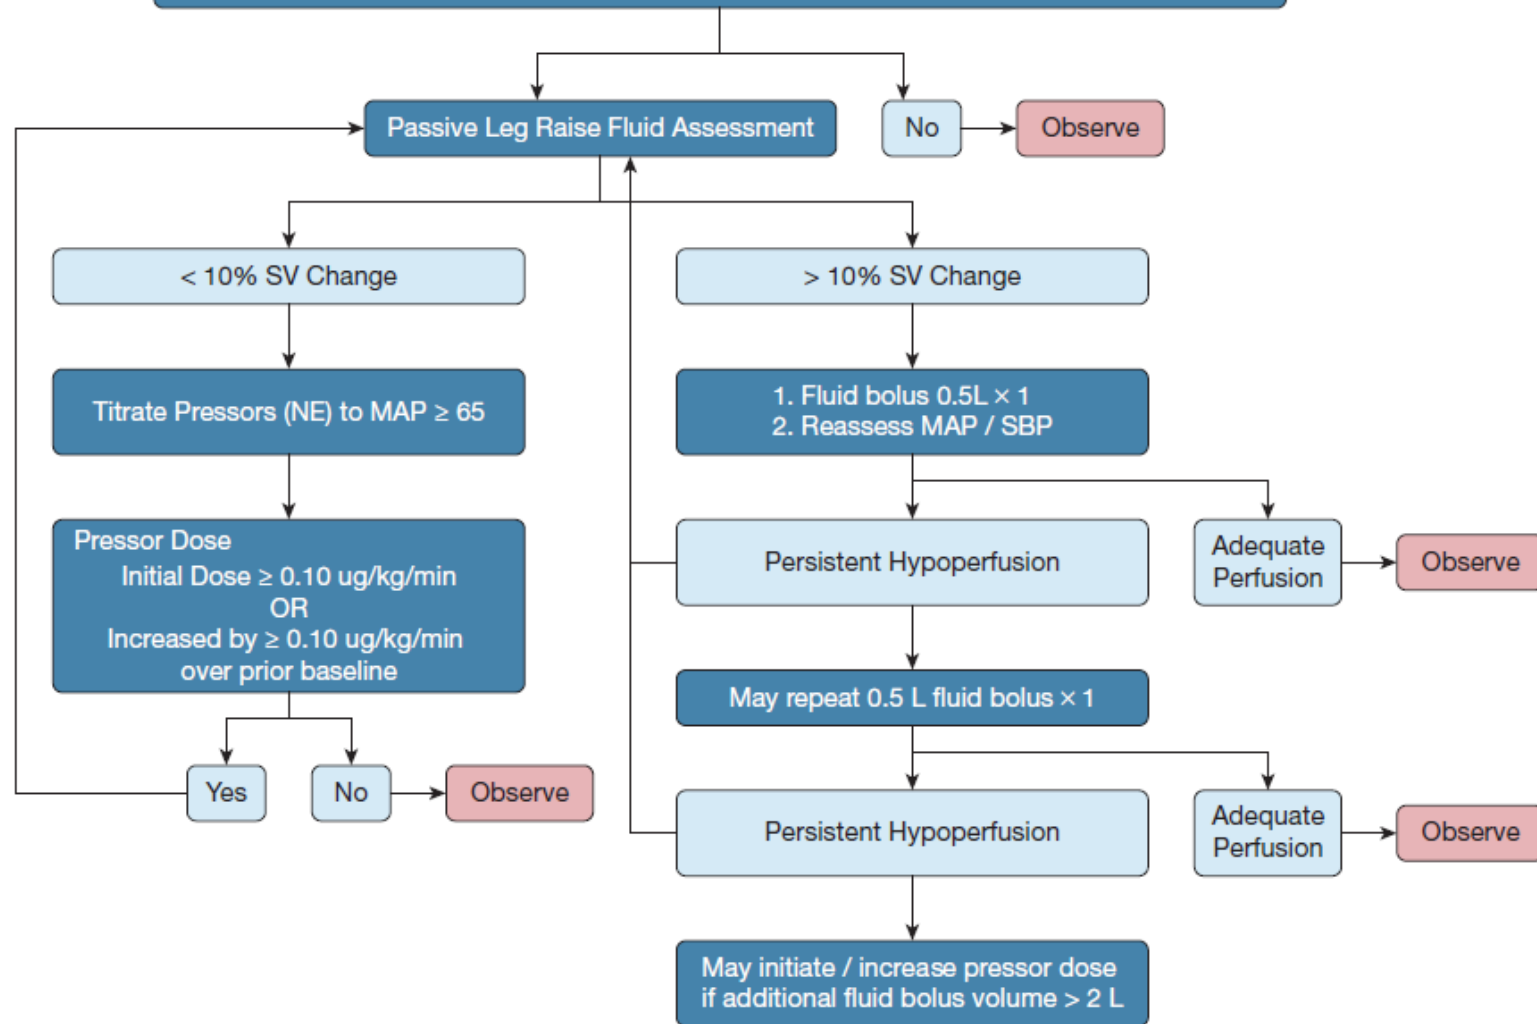 Passive Leg Raise Fluid Assessment
No
Observe
< 10% SV Change
> 10% SV Change
Titrate Pressors (NE) to MAP ≥ 65
1. Fluid bolus 0.5L × 1
2. Reassess MAP / SBP
Pressor Dose
Initial Dose ≥ 0.10 ug/kg/min
OR
Increased by ≥ 0.10 ug/kg/min
over prior baseline
Persistent Hypoperfusion
Adequate
Perfusion
Observe
May repeat 0.5 L fluid bolus × 1
Yes
No
Observe
Persistent Hypoperfusion
Adequate
Perfusion
Observe
May initiate / increase pressor dose
if additional fluid bolus volume > 2 L